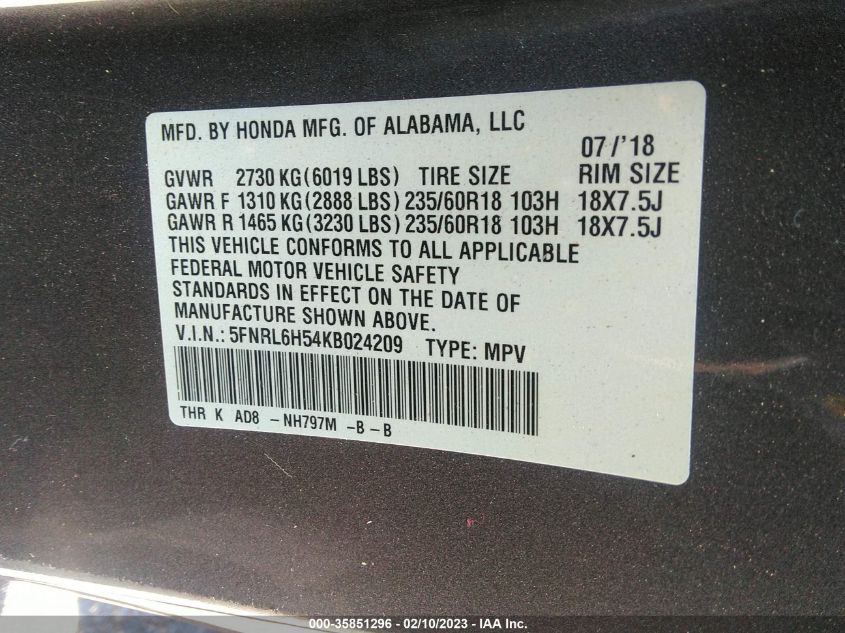 MFD. BY HONDA MFG. OF ALABAMA, LLC
07/'18
GVWR 2730 KG(6019 LBS) TIRE SIZE RIM SIZE
GAWR F 1310 KG(2888 LBS) 235/60R18 103H 18X7.5J
GAWR R 1465 KG(3230 LBS) 235/60R18 103H 18X7.5J
THIS VEHICLE CONFORMS TO ALL APPLICABLE
FEDERAL MOTOR VEHICLE SAFETY
STANDARDS IN EFFECT ON THE DATE OF
MANUFACTURE SHOWN ABOVE.
V.I.N.: 5FNRL6H54KB024209 TYPE: MPV
THR K AD8 -NH797M -B-B
000-35851296 - 02/10/2023 - IAA Inc.